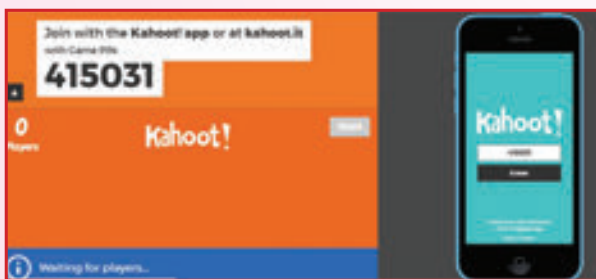 Join with the Kahoot! app or at kahoot.it
with Game PIN:
415031
0
Players
Kahoot!
Start
Waiting for players...
Kahoot!
Enter